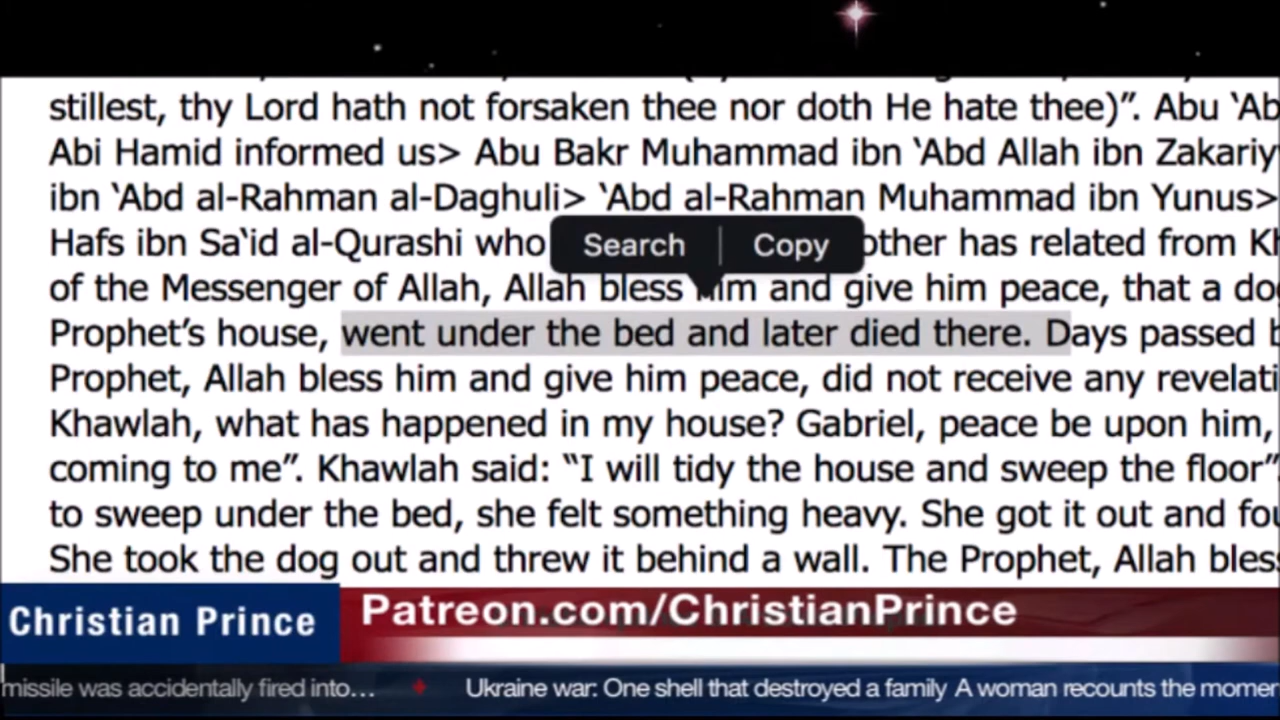 stillest, thy Lord hath not forsaken thee nor doth He hate thee)”. Abu ‘Ab
Abi Hamid informed us> Abu Bakr Muhammad ibn ‘Abd Allah ibn Zakariy
ibn ‘Abd al-Rahman al-Daghuli> ‘Abd al-Rahman Muhammad ibn Yunus>
Hafs ibn Sa‘id al-Qurashi who
Search Copy
other has related from Kh
of the Messenger of Allah, Allah bless him and give him peace, that a do
Prophet’s house, went under the bed and later died there. Days passed
Prophet, Allah bless him and give him peace, did not receive any revelati
Khawlah, what has happened in my house? Gabriel, peace be upon him,
coming to me”. Khawlah said: “I will tidy the house and sweep the floor”
to sweep under the bed, she felt something heavy. She got it out and fou
She took the dog out and threw it behind a wall. The Prophet, Allah bless
Christian Prince
Patreon.com/ChristianPrince
missile was accidentally fired into... Ukraine war: One shell that destroyed a family A woman recounts the momen